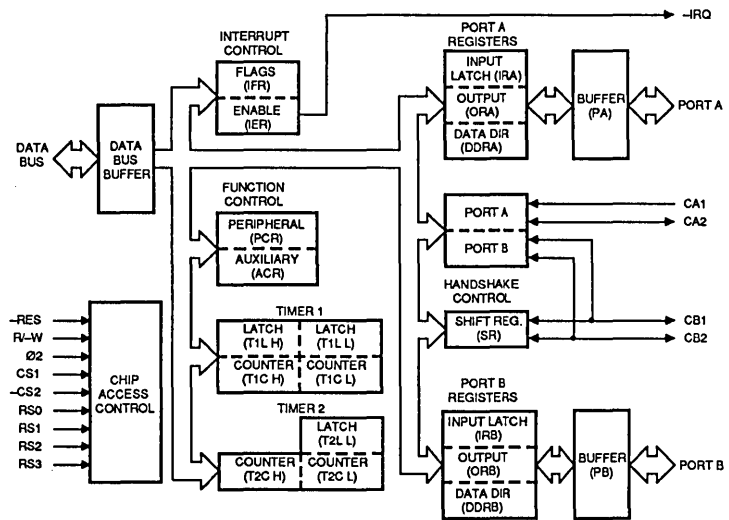 INTERRUPT
CONTROL
FLAGS
(IFR)
ENABLE
(IER)
–IRQ
PORT A
REGISTERS
INPUT
LATCH (IRA)
OUTPUT
(ORA)
DATA DIR
(DDRA)
BUFFER
(PA)
PORT A
DATA
BUS
DATA
BUS
BUFFER
FUNCTION
CONTROL
PERIPHERAL
(PCR)
AUXILIARY
(ACR)
PORT A
PORT B
CA1
CA2
HANDSHAKE
CONTROL
SHIFT REG.
(SR)
CB1
CB2
–RES
R/–W
Ø2
CS1
–CS2
RS0
RS1
RS2
RS3
CHIP
ACCESS
CONTROL
TIMER 1
LATCH
(T1L H)
LATCH
(T1L L)
COUNTER
(T1C H)
COUNTER
(T1C L)
TIMER 2
LATCH
(T2L L)
COUNTER
(T2C H)
COUNTER
(T2C L)
PORT B
REGISTERS
INPUT LATCH
(IRB)
OUTPUT
(ORB)
DATA DIR
(DDRB)
BUFFER
(PB)
PORT B